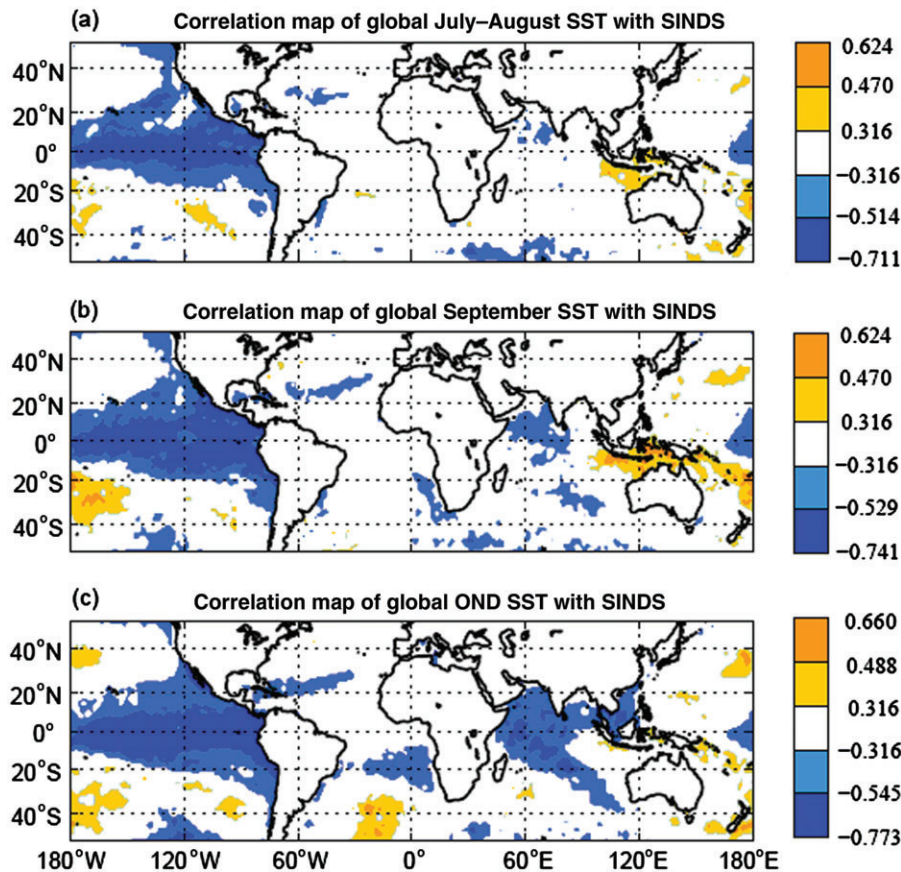 (a) Correlation map of global July–August SST with SINDS
40°N
20°N
0°
20°S
40°S
0.624
0.470
0.316
−0.316
−0.514
−0.711
(b) Correlation map of global September SST with SINDS
40°N
20°N
0°
20°S
40°S
0.624
0.470
0.316
−0.316
−0.529
−0.741
(c) Correlation map of global OND SST with SINDS
40°N
20°N
0°
20°S
40°S
180°W 120°W 60°W 0° 60°E 120°E 180°E
0.660
0.488
0.316
−0.316
−0.545
−0.773